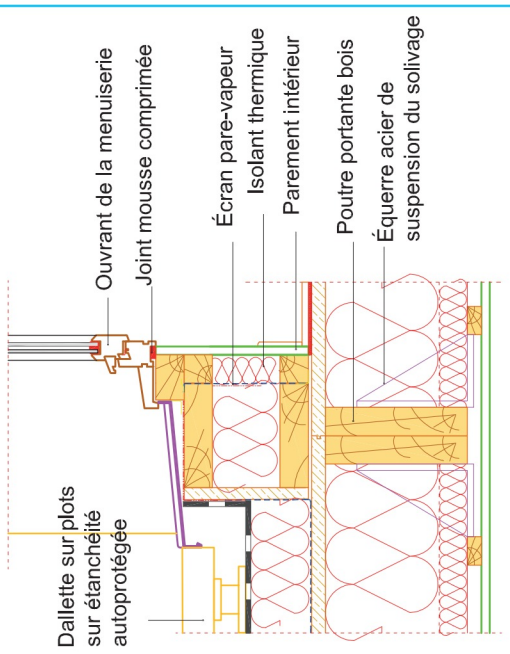 Dallette sur plots
sur étanchéité
autoprotégée
Ouvrant de la menuiserie
Joint mousse comprimée
Écran pare-vapeur
Isolant thermique
Parement intérieur
Poutre portante bois
Équerre acier de
suspension du solivage